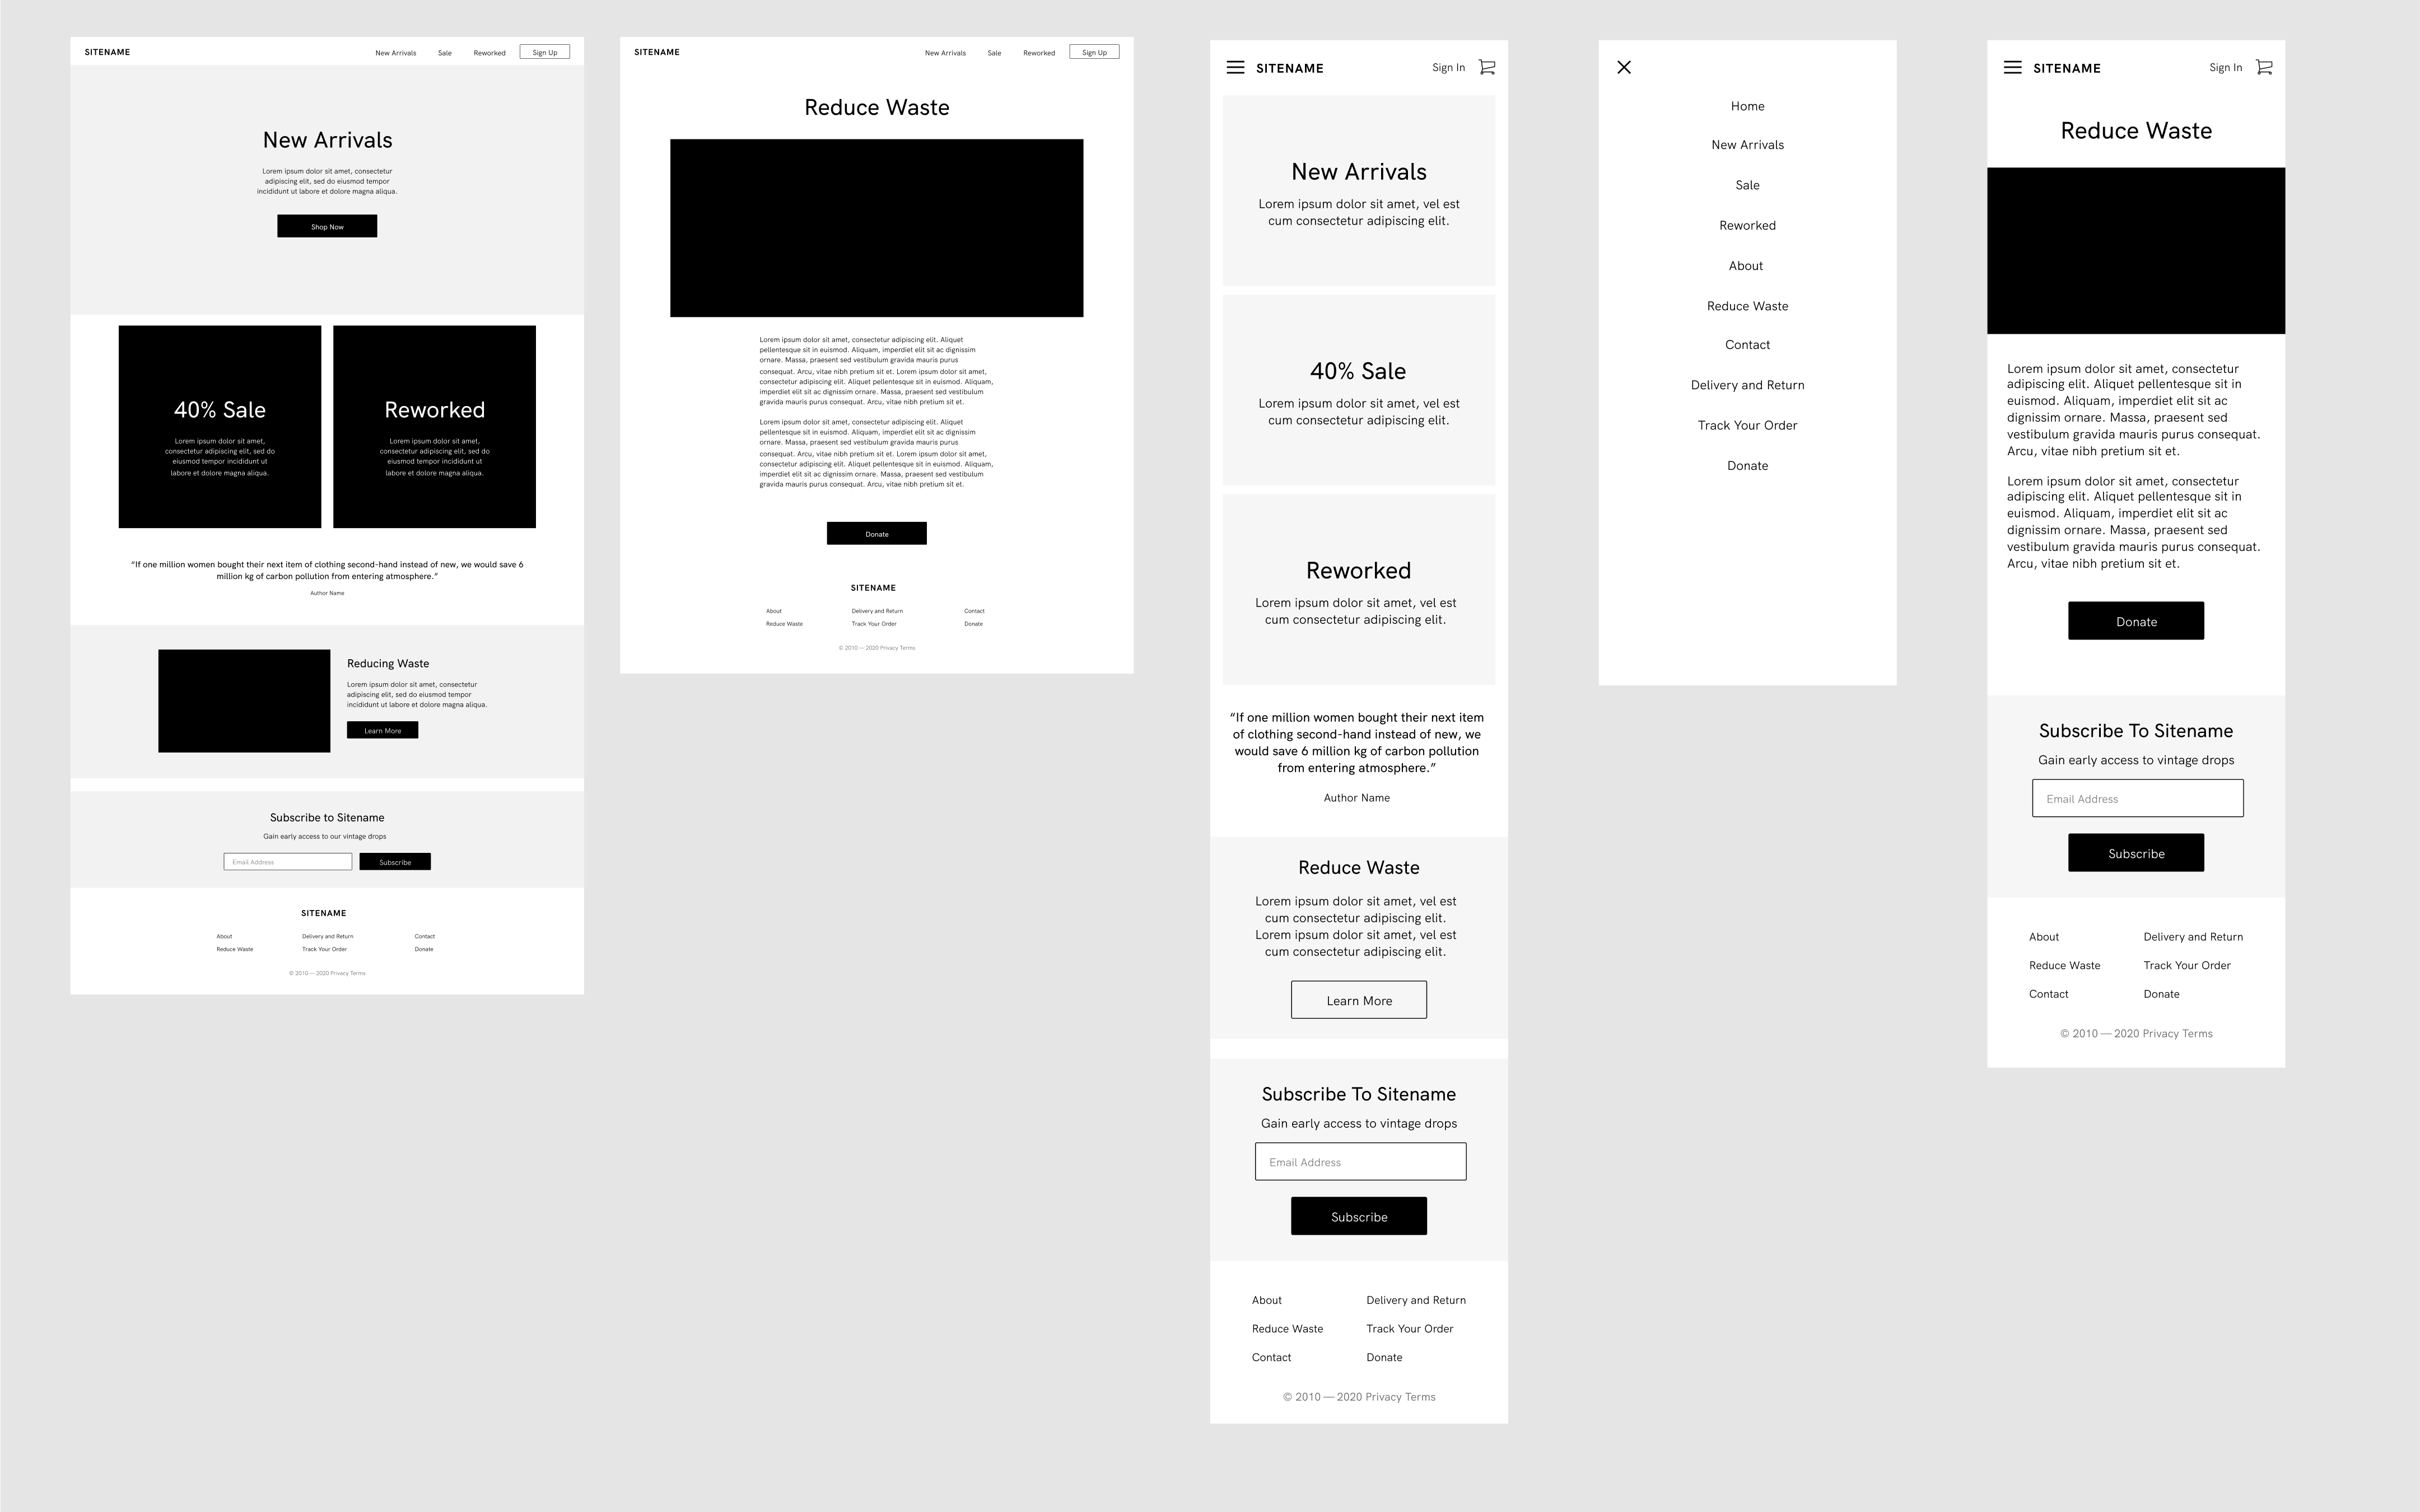 SITENAME
New Arrivals
Sale
Reworked
Sign Up
New Arrivals
Lorem ipsum dolor sit amet, consectetur
adipiscing elit, sed do eiusmod tempor
incididunt ut labore et dolore magna aliqua.
Shop Now
40% Sale
Lorem ipsum dolor sit amet,
consectetur adipiscing elit, sed do
eiusmod tempor incididunt ut
labore et dolore magna aliqua.
Reworked
Lorem ipsum dolor sit amet,
consectetur adipiscing elit, sed do
eiusmod tempor incididunt ut
labore et dolore magna aliqua.
“If one million women bought their next item of clothing second-hand instead of new, we would save 6
million kg of carbon pollution from entering atmosphere.”
Author Name
Reducing Waste
Lorem ipsum dolor sit amet, consectetur
adipiscing elit, sed do eiusmod tempor
incididunt ut labore et dolore magna aliqua.
Learn More
Subscribe to Sitename
Gain early access to our vintage drops
Email Address
Subscribe
SITENAME
About
Delivery and Return
Contact
Reduce Waste
Track Your Order
Donate
© 2010 — 2020 Privacy Terms
SITENAME
New Arrivals
Sale
Reworked
Sign Up
Reduce Waste
Lorem ipsum dolor sit amet, consectetur adipiscing elit. Aliquet
pellentesque sit in euismod. Aliquam, imperdiet elit sit ac dignissim
ornare. Massa, praesent sed vestibulum gravida mauris purus
consequat. Arcu, vitae nibh pretium sit et. Lorem ipsum dolor sit amet,
consectetur adipiscing elit. Aliquet pellentesque sit in euismod. Aliquam,
imperdiet elit sit ac dignissim ornare. Massa, praesent sed vestibulum
gravida mauris purus consequat. Arcu, vitae nibh pretium sit et.
Lorem ipsum dolor sit amet, consectetur adipiscing elit. Aliquet
pellentesque sit in euismod. Aliquam, imperdiet elit sit ac dignissim
ornare. Massa, praesent sed vestibulum gravida mauris purus
consequat. Arcu, vitae nibh pretium sit et. Lorem ipsum dolor sit amet,
consectetur adipiscing elit. Aliquet pellentesque sit in euismod. Aliquam,
imperdiet elit sit ac dignissim ornare. Massa, praesent sed vestibulum
gravida mauris purus consequat. Arcu, vitae nibh pretium sit et.
Donate
SITENAME
About
Delivery and Return
Contact
Reduce Waste
Track Your Order
Donate
© 2010 — 2020 Privacy Terms
SITENAME
Sign In
New Arrivals
Lorem ipsum dolor sit amet, vel est
cum consectetur adipiscing elit.
40% Sale
Lorem ipsum dolor sit amet, vel est
cum consectetur adipiscing elit.
Reworked
Lorem ipsum dolor sit amet, vel est
cum consectetur adipiscing elit.
“If one million women bought their next item
of clothing second-hand instead of new, we
would save 6 million kg of carbon pollution
from entering atmosphere.”
Author Name
Reduce Waste
Lorem ipsum dolor sit amet, vel est
cum consectetur adipiscing elit.
Lorem ipsum dolor sit amet, vel est
cum consectetur adipiscing elit.
Learn More
Subscribe To Sitename
Gain early access to vintage drops
Email Address
Subscribe
About
Delivery and Return
Reduce Waste
Track Your Order
Contact
Donate
© 2010 — 2020 Privacy Terms
Home
New Arrivals
Sale
Reworked
About
Reduce Waste
Contact
Delivery and Return
Track Your Order
Donate
SITENAME
Sign In
Reduce Waste
Lorem ipsum dolor sit amet, consectetur
adipiscing elit. Aliquet pellentesque sit in
euismod. Aliquam, imperdiet elit sit ac
dignissim ornare. Massa, praesent sed
vestibulum gravida mauris purus consequat.
Arcu, vitae nibh pretium sit et.
Lorem ipsum dolor sit amet, consectetur
adipiscing elit. Aliquet pellentesque sit in
euismod. Aliquam, imperdiet elit sit ac
dignissim ornare. Massa, praesent sed
vestibulum gravida mauris purus consequat.
Arcu, vitae nibh pretium sit et.
Donate
Subscribe To Sitename
Gain early access to vintage drops
Email Address
Subscribe
About
Delivery and Return
Reduce Waste
Track Your Order
Contact
Donate
© 2010 — 2020 Privacy Terms